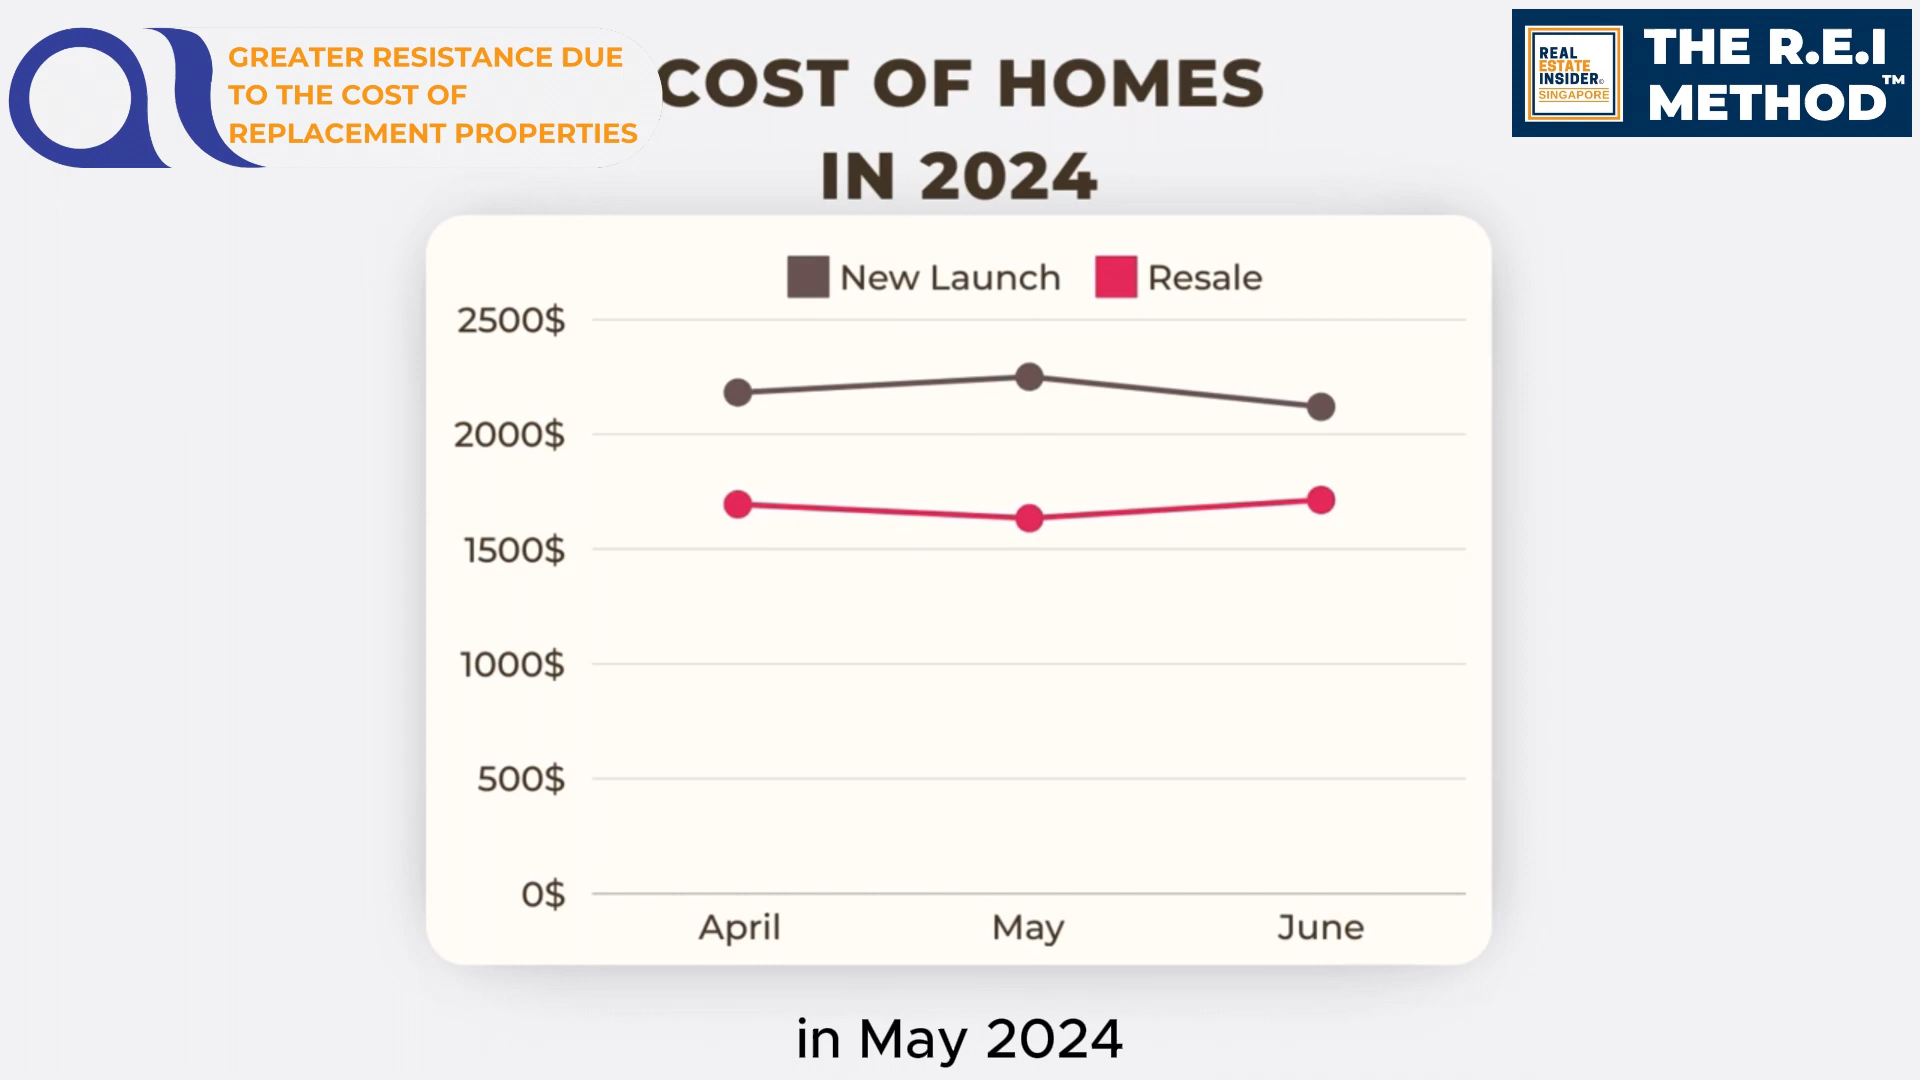 GREATER RESISTANCE DUE
TO THE COST OF
REPLACEMENT PROPERTIES
COST OF HOMES
IN 2024
REAL
ESTATE
INSIDER©
SINGAPORE
THE R.E.I
METHOD™
New Launch
Resale
2500$
2000$
1500$
1000$
500$
0$
April
May
June
in May 2024